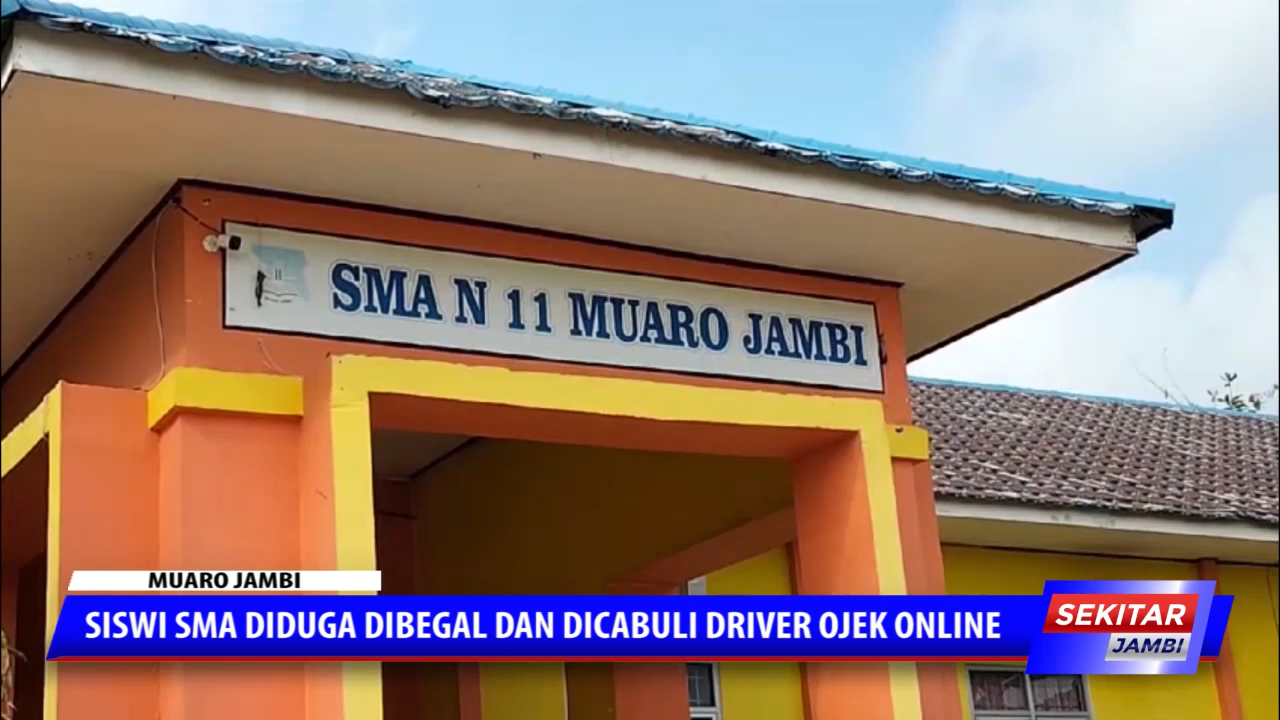 SMA N 11 MUARO JAMBI
MUARO JAMBI
SISWI SMA DIDUGA DIBEGAL DAN DICABULI DRIVER OJEK ONLINE
SEKITAR
JAMBI